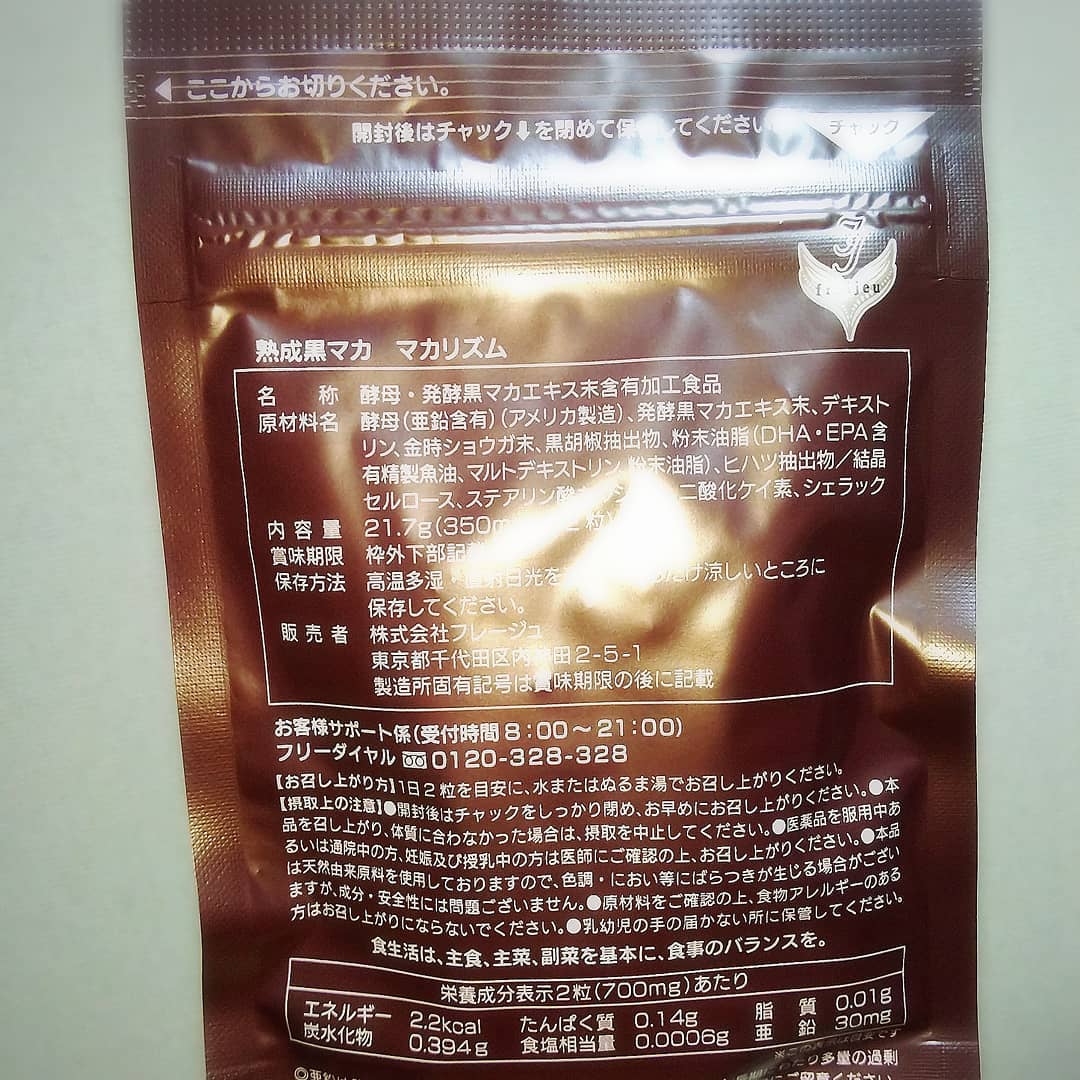 ここからお切りください。
開封後はチャック⬇を閉めて保 してください
チャック
fr jeu
熟成黒マカ マカリズム
名 称 酵母・発酵黒マカエキス末含有加工食品
原材料名 酵母(亜鉛含有)(アメリカ製造)、発酵黒マカエキス末、デキスト
リン、金時ショウガ末、黒胡椒抽出物、粉末油脂(DHA・EPA含
有精製魚油、マルトデキストリン、粉末油脂)、ヒハツ抽出物/結晶
セルロース、ステアリン酸 二酸化ケイ素、シェラック
内容量 21.7g(350m 2粒)
賞味期限 枠外下部記載
保存方法 高温多湿・直射日光を だけ涼しいところに
保存してください。
販売者 株式会社フレージュ
東京都千代田区内神田2-5-1
製造所固有記号は賞味期限の後に記載
お客様サポート係(受付時間8:00~21:00)
フリーダイヤル 0120-328-328
【お召し上がり方】1日2粒を目安に、水またはぬるま湯でお召し上がりください。
【摂取上の注意】●開封後はチャックをしっかり閉め、お早めにお召し上がりください。●本
品を召し上がり、体質に合わなかった場合は、摂取を中止してください。●医薬品を服用中あ
るいは通院中の方、妊娠及び授乳中の方は医師にご確認の上、お召し上がりください。●本品
は天然由来原料を使用しておりますので、色調・におい等にばらつきが生じる場合がござい
ますが、成分・安全性には問題ございません。●原材料をご確認の上、食物アレルギーのある
方はお召し上がりにならないでください。●乳幼児の手の届かない所に保管してください。
食生活は、主食、主菜、副菜を基本に、食事のバランスを。
栄養成分表示2粒(700mg)あたり
エネルギー 2.2kcal たんぱく質 0.14g 脂質 0.01g
炭水化物 0.394g 食塩相当量 0.0006g 亜鉛 30mg
り多量の過剰
ご留意ください